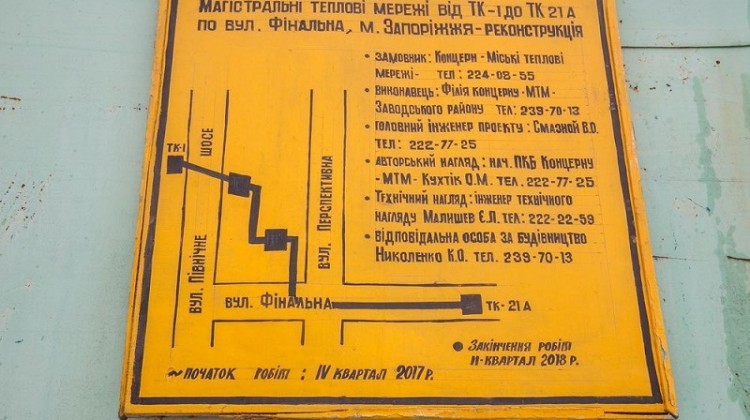 Магістральні теплові мережі від ТК-1 до ТК 21А
по вул. Фінальна, м. Запоріжжя-реконструкція
• Замовник: Концерн-Міські теплові
мережі- тел: 224-08-55
• Виконавець: Філія концерну-МТМ-
Заводського району тел: 239-70-13
• Головний інженер проекту: Смазной В.О.
тел: 222-77-25
• Авторський нагляд: нач. ПКБ Концерну
-МТМ- Кухтік О.М. тел. 222-77-25
• Технічний нагляд: інженер технічного
нагляду Малишев Є.Л. тел: 222-22-59
• Відповідальна особа за будівництво
Николенко К.О. тел. 239-70-13
ТК-1
шосе
вул. Північне
вул. Перспективна
вул. Фінальна
ТК-21А
• Закінчення робіт
II-квартал 2018 р.
~Початок робіт: IV квартал 2017 р.